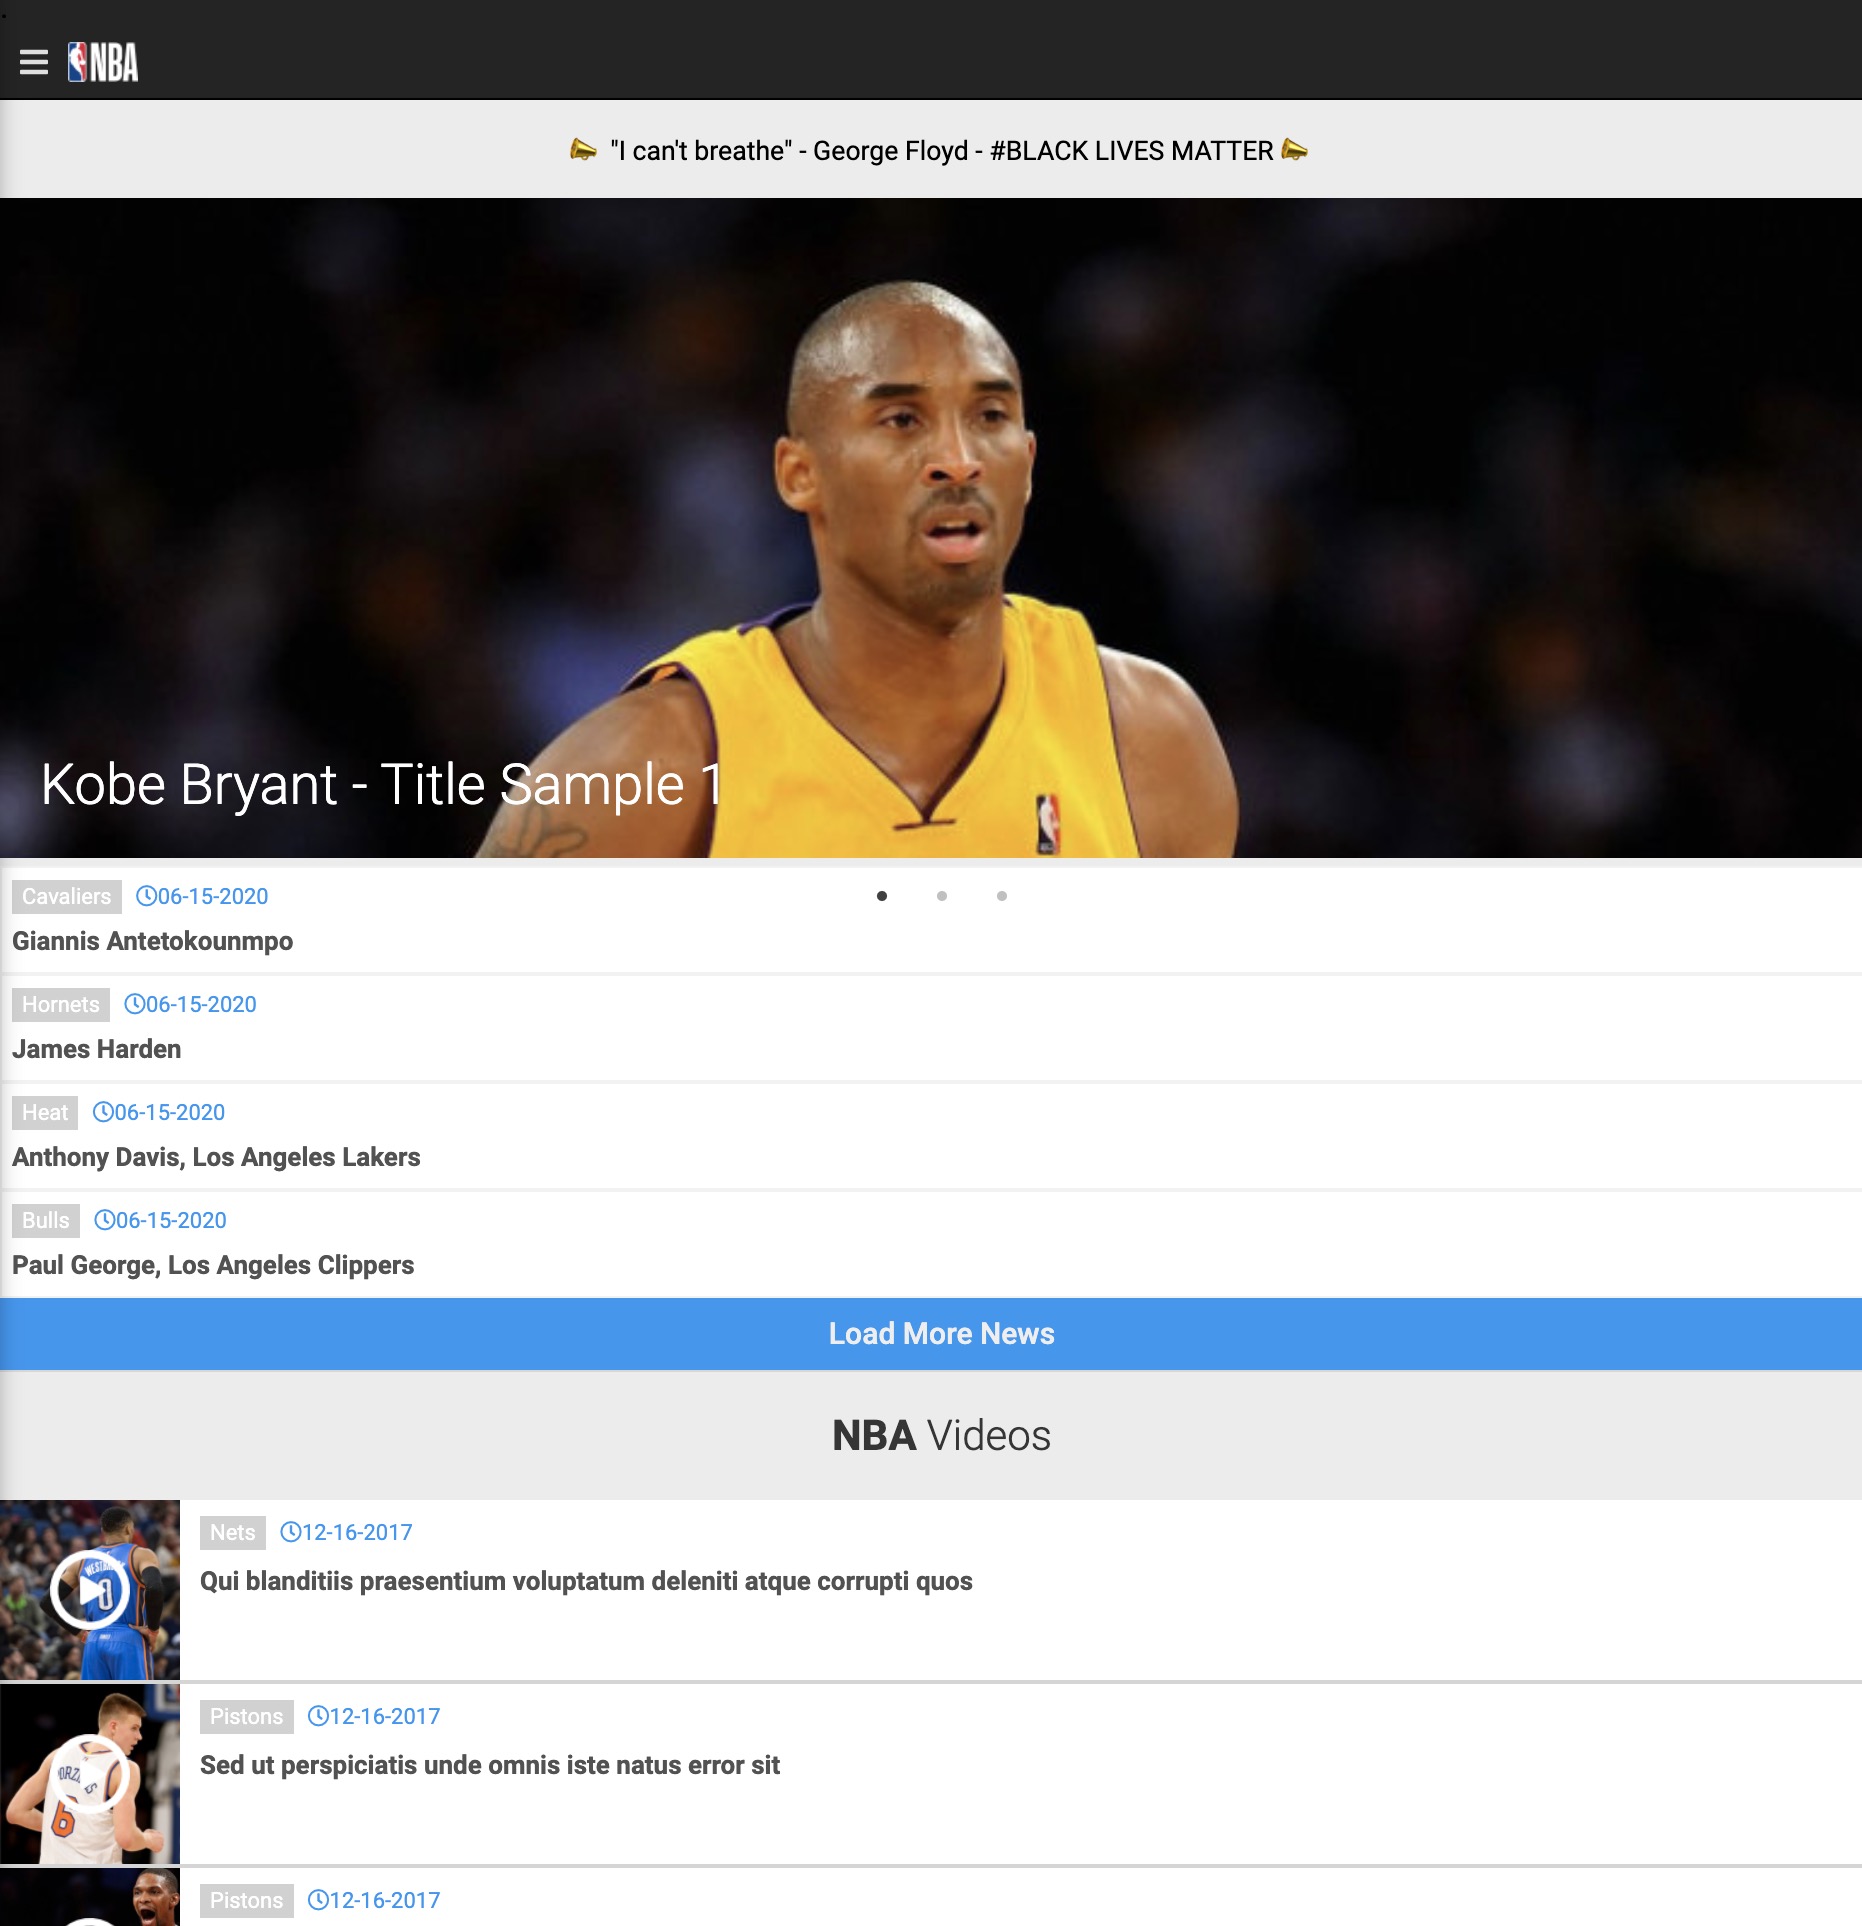 NBA
"I can't breathe" - George Floyd - #BLACK LIVES MATTER
Kobe Bryant - Title Sample 1
Cavaliers 06-15-2020
Giannis Antetokounmpo
Hornets 06-15-2020
James Harden
Heat 06-15-2020
Anthony Davis, Los Angeles Lakers
Bulls 06-15-2020
Paul George, Los Angeles Clippers
Load More News
NBA Videos
Nets 12-16-2017
Qui blanditiis praesentium voluptatum deleniti atque corrupti quos
0
Pistons 12-16-2017
Sed ut perspiciatis unde omnis iste natus error sit
6
Pistons 12-16-2017